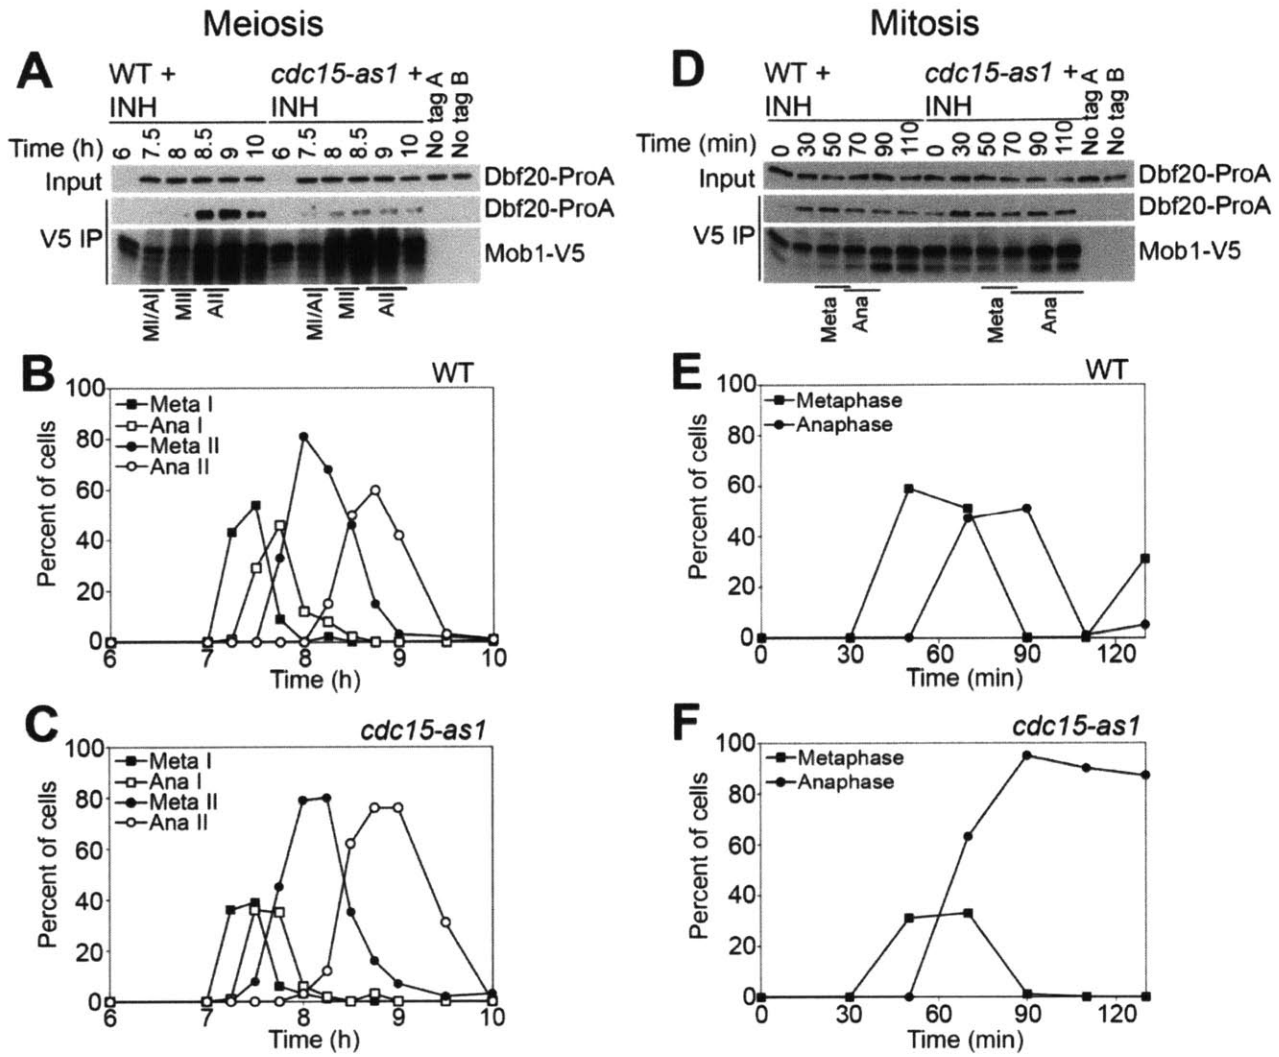 Meiosis
Mitosis
A
WT +
INH
cdc15-as1 +
INH
No tag A
No tag B
Time (h)
6 7.5 8 8.5 9 10 6 7.5 8 8.5 9 10
Input
Dbf20-ProA
V5 IP
Dbf20-ProA
Mob1-V5
MI/AI MII AII MI/AI MII AII
D
WT +
INH
cdc15-as1 +
INH
No tag A
No tag B
Time (min)
0 30 50 70 90 110 0 30 50 70 90 110
Input
Dbf20-ProA
V5 IP
Dbf20-ProA
Mob1-V5
Meta Ana Meta Ana
B
WT
Meta I
Ana I
Meta II
Ana II
Percent of cells
100
80
60
40
20
0
6 7 8 9 10
Time (h)
E
WT
Metaphase
Anaphase
Percent of cells
100
80
60
40
20
0
0 30 60 90 120
Time (min)
C
cdc15-as1
Meta I
Ana I
Meta II
Ana II
Percent of cells
100
80
60
40
20
0
6 7 8 9 10
Time (h)
F
cdc15-as1
Metaphase
Anaphase
Percent of cells
100
80
60
40
20
0
0 30 60 90 120
Time (min)